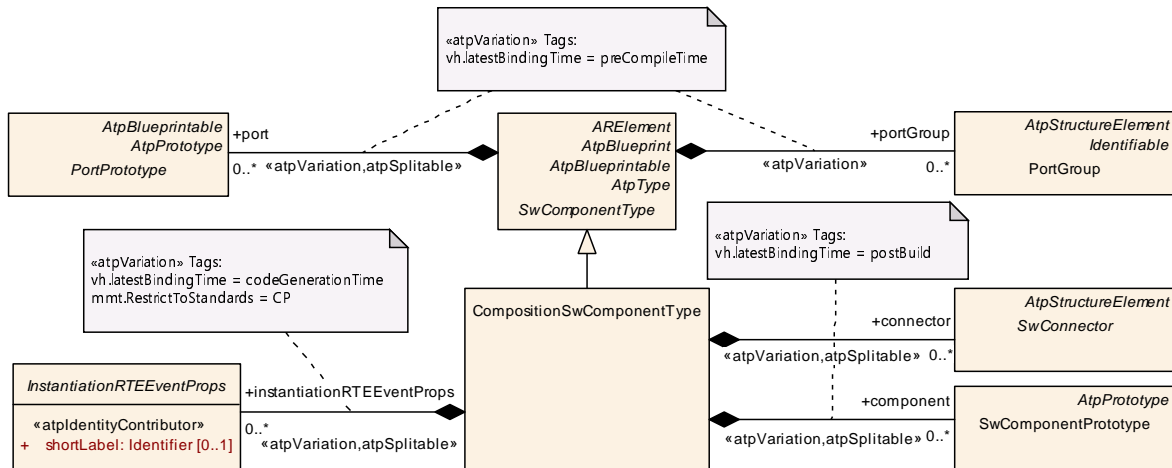 «atpVariation» Tags:
vh.latestBindingTime = preCompileTime
AtpBlueprintable
AtpPrototype
PortPrototype
+port
0..*
«atpVariation,atpSplitable»
ARElement
AtpBlueprint
AtpBlueprintable
AtpType
SwComponentType
+portGroup
«atpVariation»
0..*
AtpStructureElement
Identifiable
PortGroup
«atpVariation» Tags:
vh.latestBindingTime = codeGenerationTime
mmt.RestrictToStandards = CP
«atpVariation» Tags:
vh.latestBindingTime = postBuild
CompositionSwComponentType
+connector
«atpVariation,atpSplitable»
0..*
AtpStructureElement
SwConnector
InstantiationRTEEventProps
«atpIdentityContributor»
+ shortLabel: Identifier [0..1]
+instantiationRTEEventProps
0..*
«atpVariation,atpSplitable»
+component
«atpVariation,atpSplitable»
0..*
AtpPrototype
SwComponentPrototype